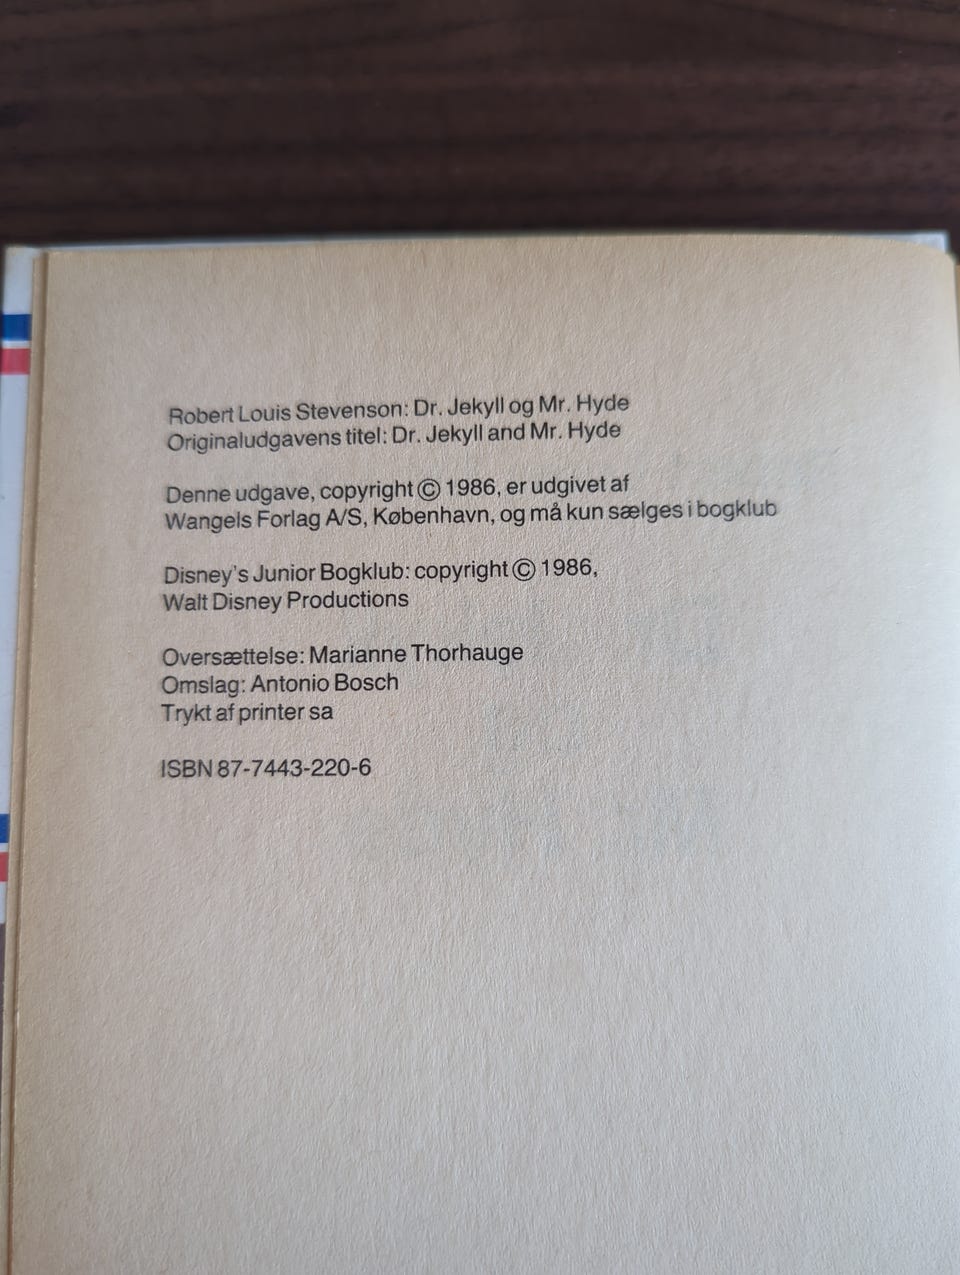 Robert Louis Stevenson: Dr. Jekyll og Mr. Hyde
Originaludgavens titel: Dr. Jekyll and Mr. Hyde
Denne udgave, copyright © 1986, er udgivet af
Wangels Forlag A/S, København, og må kun sælges i bogklub
Disney's Junior Bogklub: copyright © 1986,
Walt Disney Productions
Oversættelse: Marianne Thorhauge
Omslag: Antonio Bosch
Trykt af printer sa
ISBN 87-7443-220-6